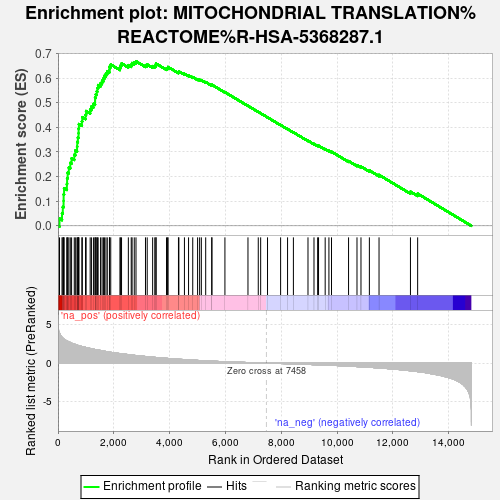 Enrichment plot: MITOCHONDRIAL TRANSLATION%
REACTOME%R-HSA-5368287.1
Enrichment score (ES)
0.7
0.6
0.5
0.4
0.3
0.2
0.1
0.0
Ranked list metric (PreRanked)
'na_pos' (positively correlated)
5
0
-5
Zero cross at 7458
'na_neg' (negatively correlated)
0 2,000 4,000 6,000 8,000 10,000 12,000 14,000
Rank in Ordered Dataset
Enrichment profile Hits Ranking metric scores